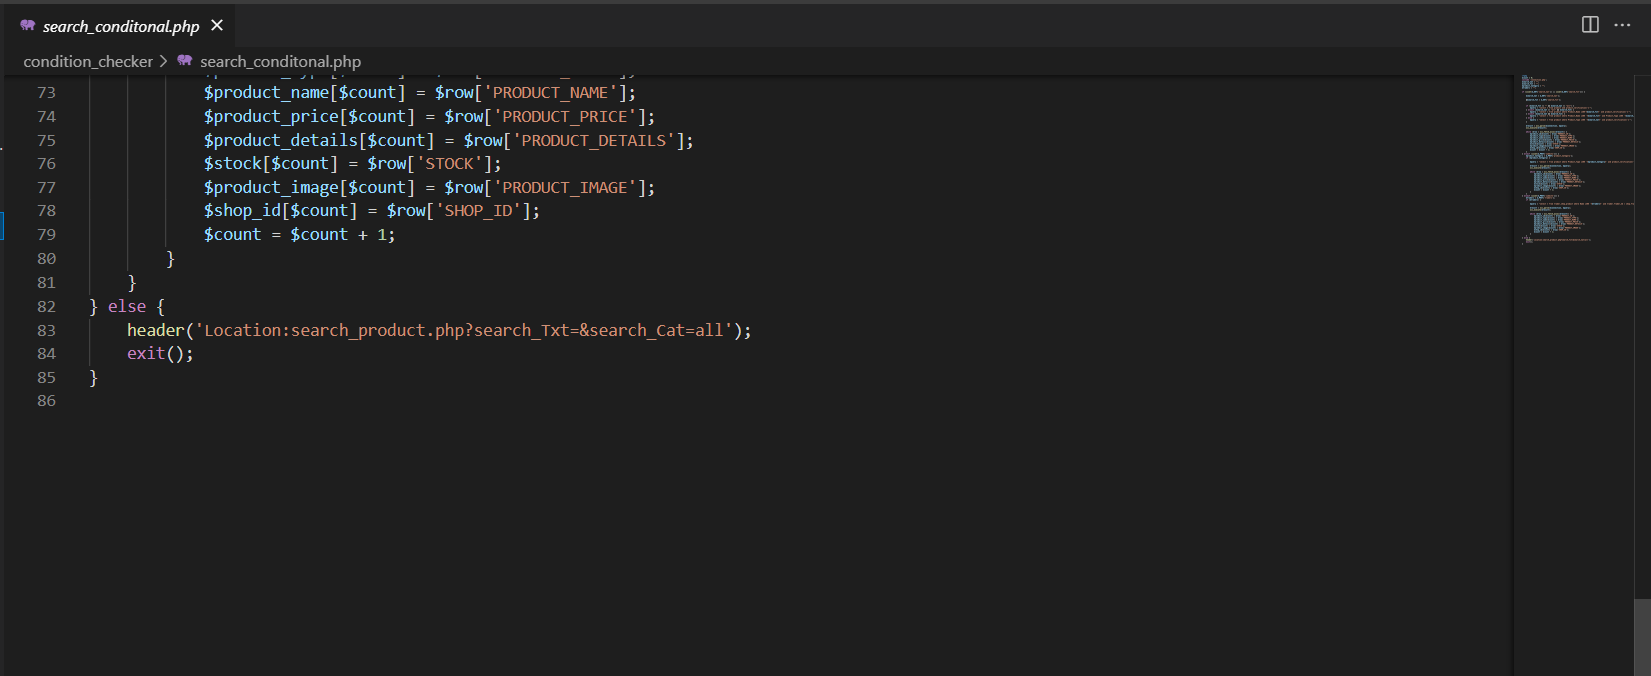 search_conditonal.php
condition_checker > search_conditonal.php
73 $product_name[$count] = $row['PRODUCT_NAME'];
74 $product_price[$count] = $row['PRODUCT_PRICE'];
75 $product_details[$count] = $row['PRODUCT_DETAILS'];
76 $stock[$count] = $row['STOCK'];
77 $product_image[$count] = $row['PRODUCT_IMAGE'];
78 $shop_id[$count] = $row['SHOP_ID'];
79 $count = $count + 1;
80 }
81 }
82 } else {
83 header('Location:search_product.php?search_Txt=&search_Cat=all');
84 exit();
85 }
86